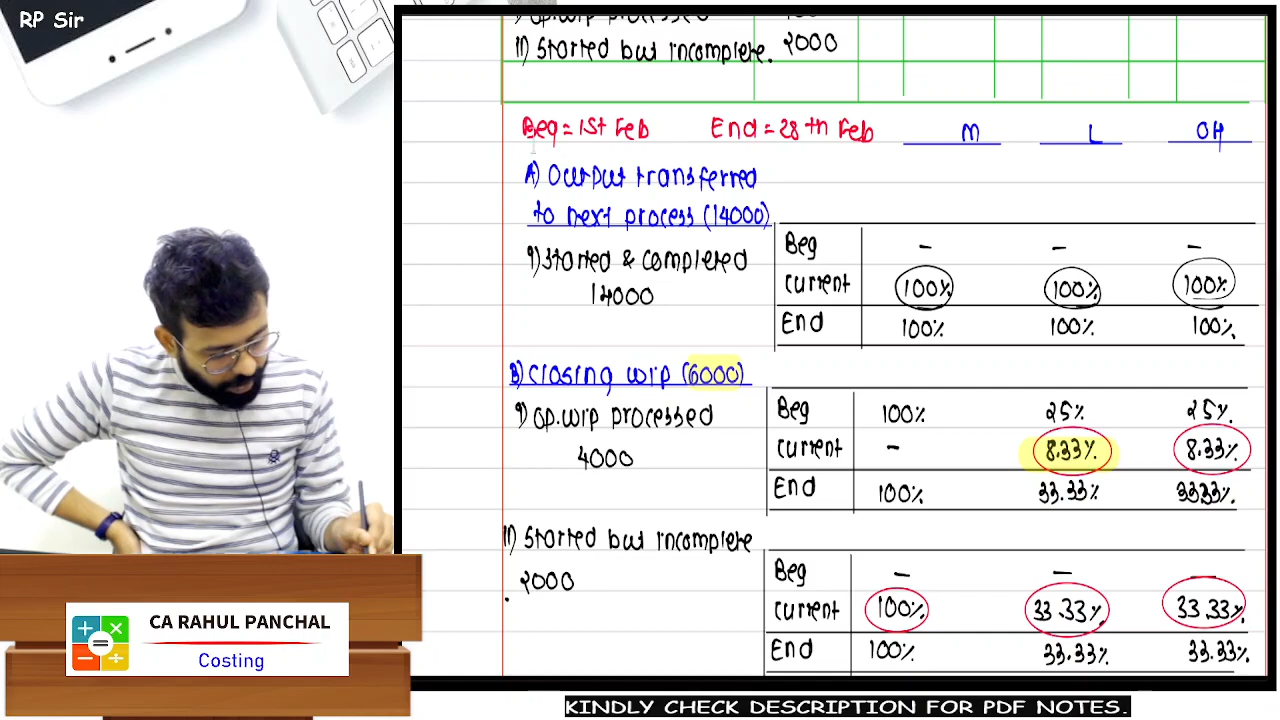 RP Sir
II) Started but incomplete. 2000
Beg = 1st Feb End = 28th Feb M L OH
A) Output transferred
to next process (14000)
I) Started & completed
14000
Beg - - -
Current 100% 100% 100%
End 100% 100% 100%
B) Closing WIP (6000)
I) Op. WIP processed
4000
Beg 100% 25% 25%
Current - 8.33% 8.33%
End 100% 33.33% 33.33%
II) Started but incomplete
2000
Beg - - -
Current 100% 33.33% 33.33%
End 100% 33.33% 33.33%
CA RAHUL PANCHAL
Costing
KINDLY CHECK DESCRIPTION FOR PDF NOTES.